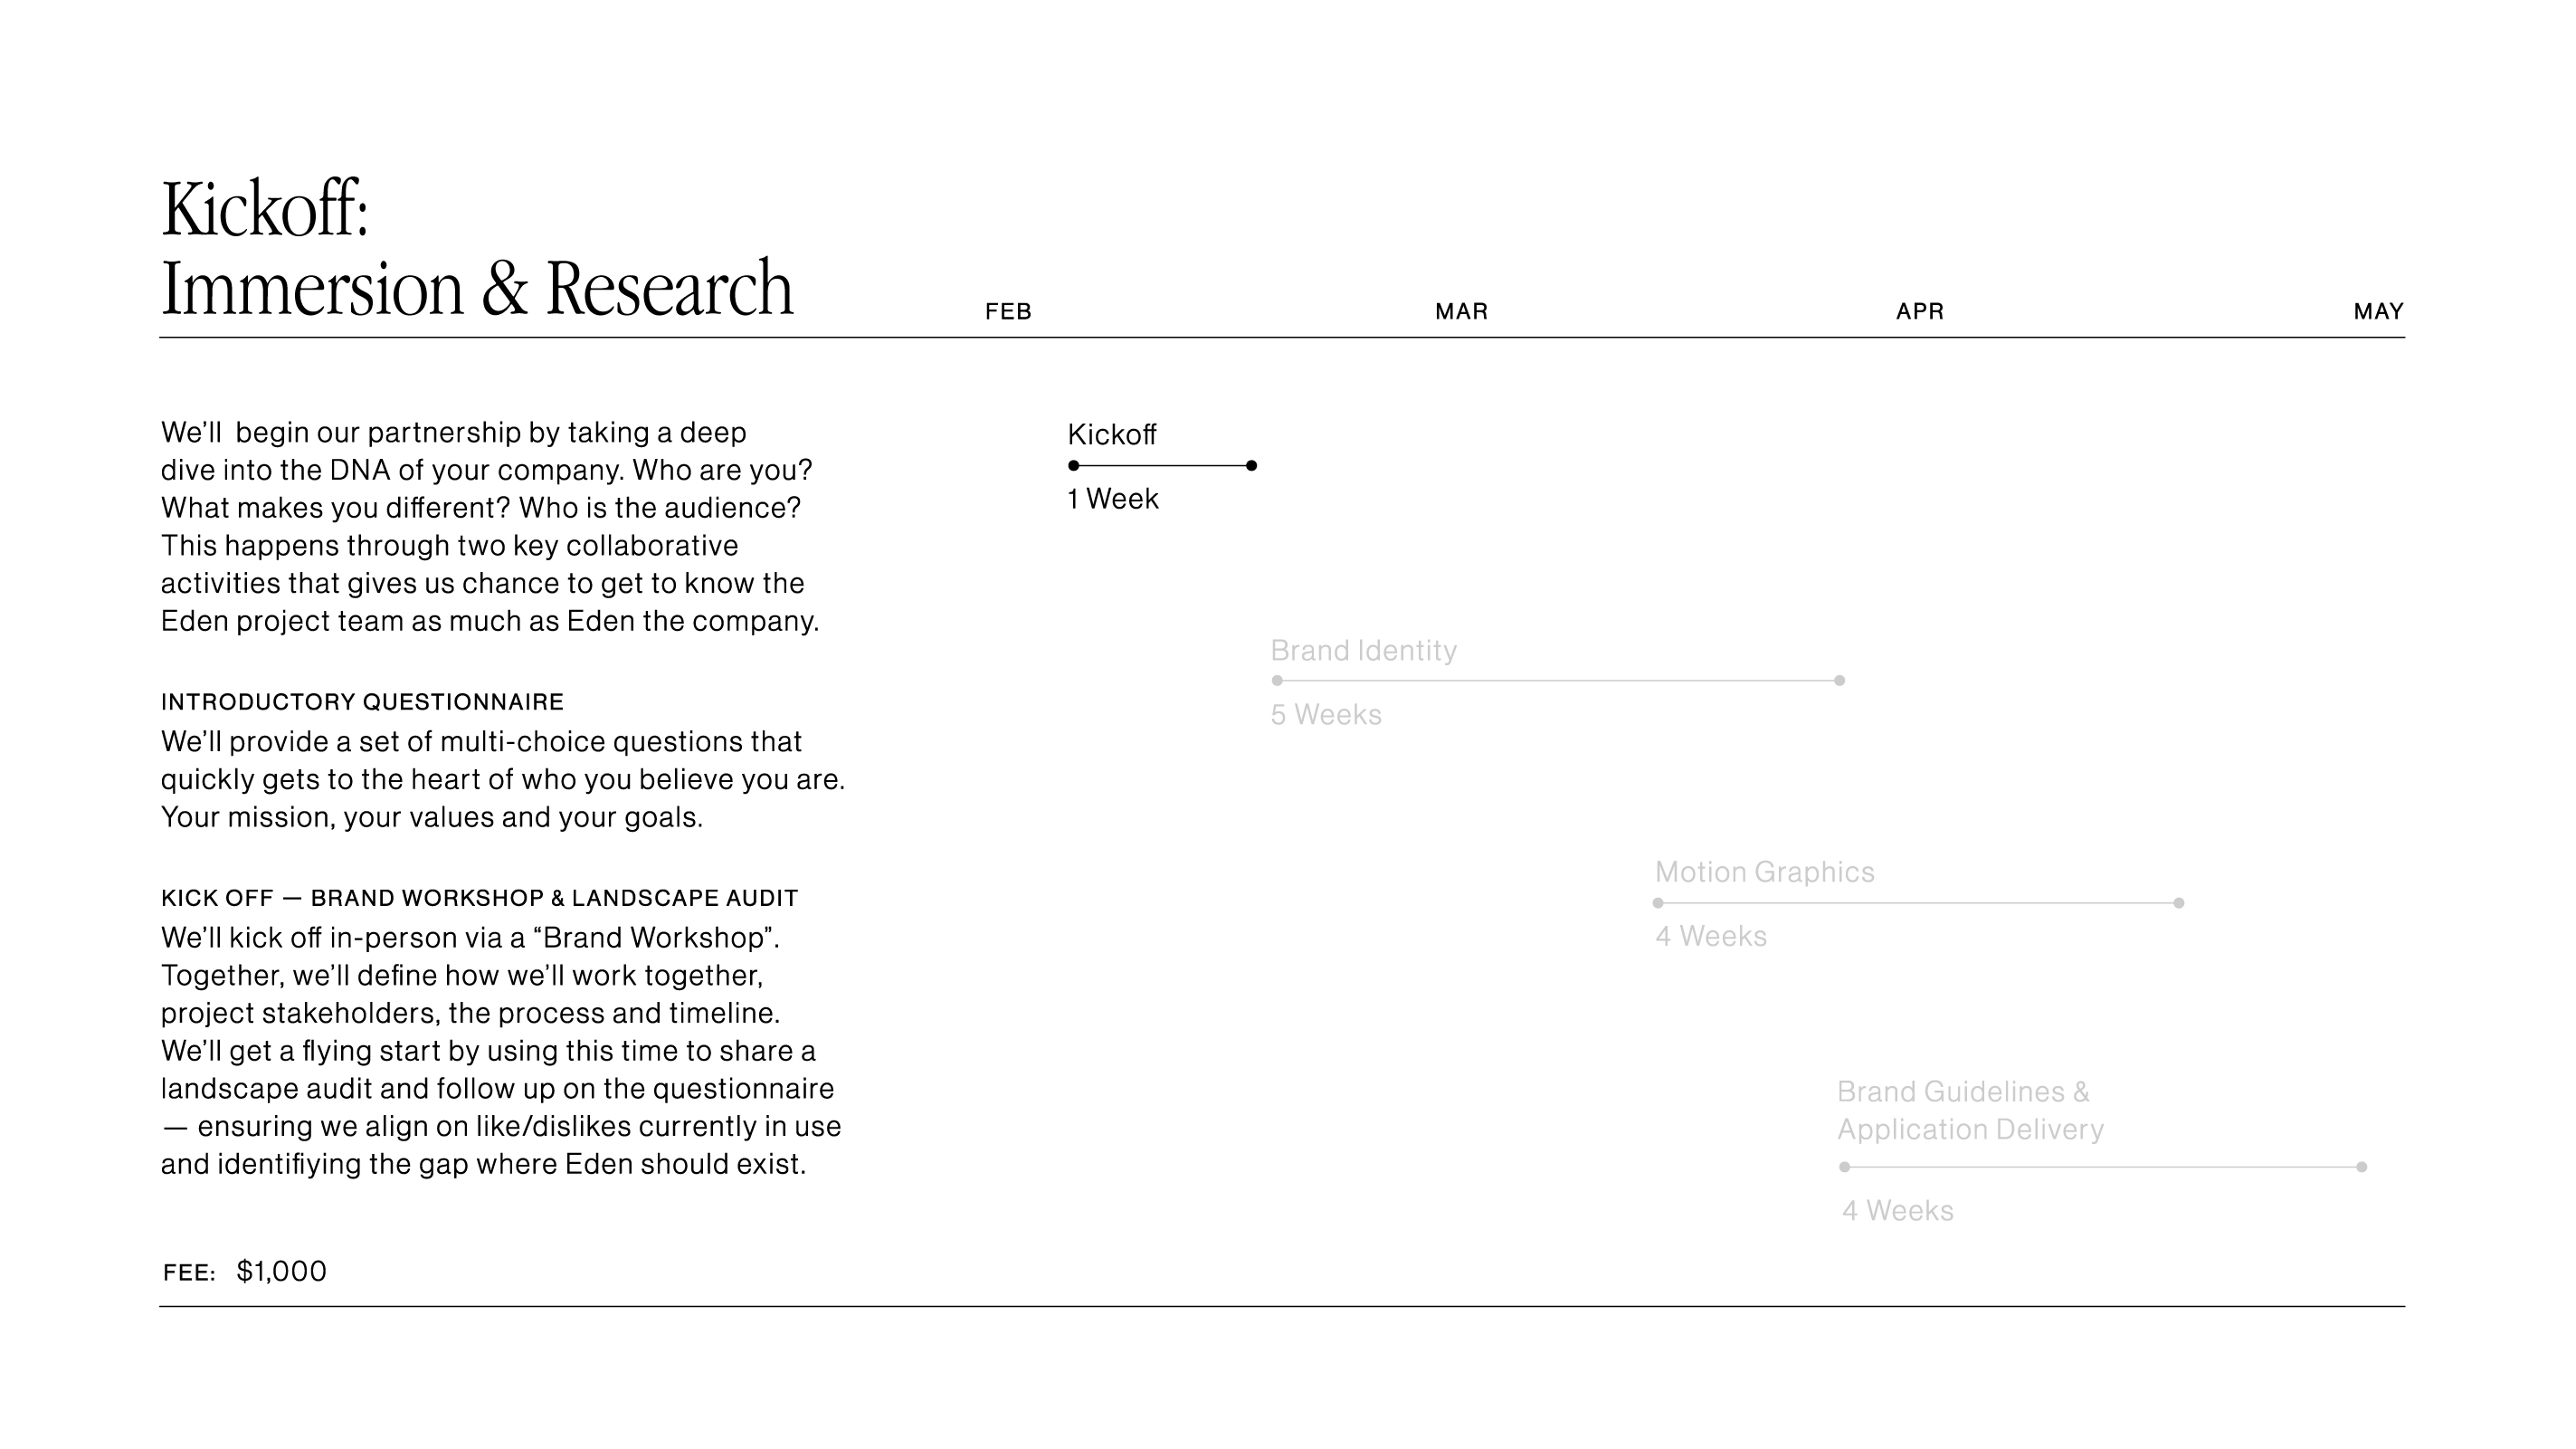 Kickoff:
Immersion & Research
FEB
MAR
APR
MAY
We’ll  begin our partnership by taking a deep
dive into the DNA of your company. Who are you?
What makes you different? Who is the audience?
This happens through two key collaborative
activities that gives us chance to get to know the
Eden project team as much as Eden the company.
INTRODUCTORY QUESTIONNAIRE
We’ll provide a set of multi-choice questions that
quickly gets to the heart of who you believe you are.
Your mission, your values and your goals.
KICK OFF — BRAND WORKSHOP & LANDSCAPE AUDIT
We’ll kick off in-person via a “Brand Workshop”.
Together, we’ll define how we’ll work together,
project stakeholders, the process and timeline.
We’ll get a flying start by using this time to share a
landscape audit and follow up on the questionnaire
— ensuring we align on like/dislikes currently in use
and identifiying the gap where Eden should exist.
FEE: $1,000
Kickoff
1 Week
Brand Identity
5 Weeks
Motion Graphics
4 Weeks
Brand Guidelines &
Application Delivery
4 Weeks